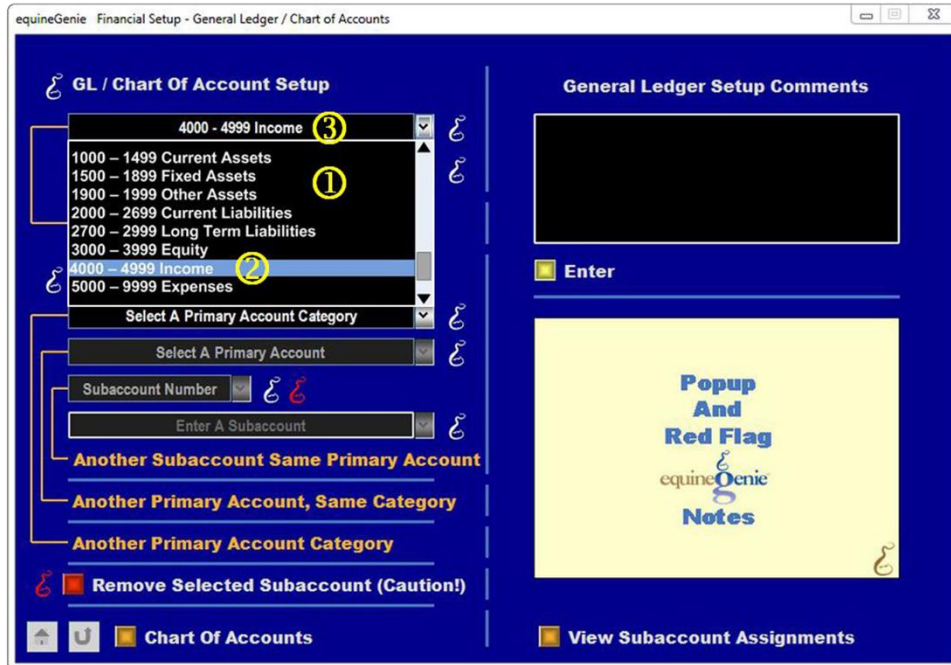 equineGenie Financial Setup - General Ledger / Chart of Accounts
GL / Chart Of Account Setup
4000 - 4999 Income ③
1000 – 1499 Current Assets
1500 – 1899 Fixed Assets
①
1900 – 1999 Other Assets
2000 – 2699 Current Liabilities
2700 – 2999 Long Term Liabilities
3000 – 3999 Equity
4000 – 4999 Income ②
5000 – 9999 Expenses
Select A Primary Account Category
Select A Primary Account
Subaccount Number
Enter A Subaccount
Another Subaccount Same Primary Account
Another Primary Account, Same Category
Another Primary Account Category
Remove Selected Subaccount (Caution!)
Chart Of Accounts
General Ledger Setup Comments
Enter
Popup
And
Red Flag
equineGenie
Notes
View Subaccount Assignments